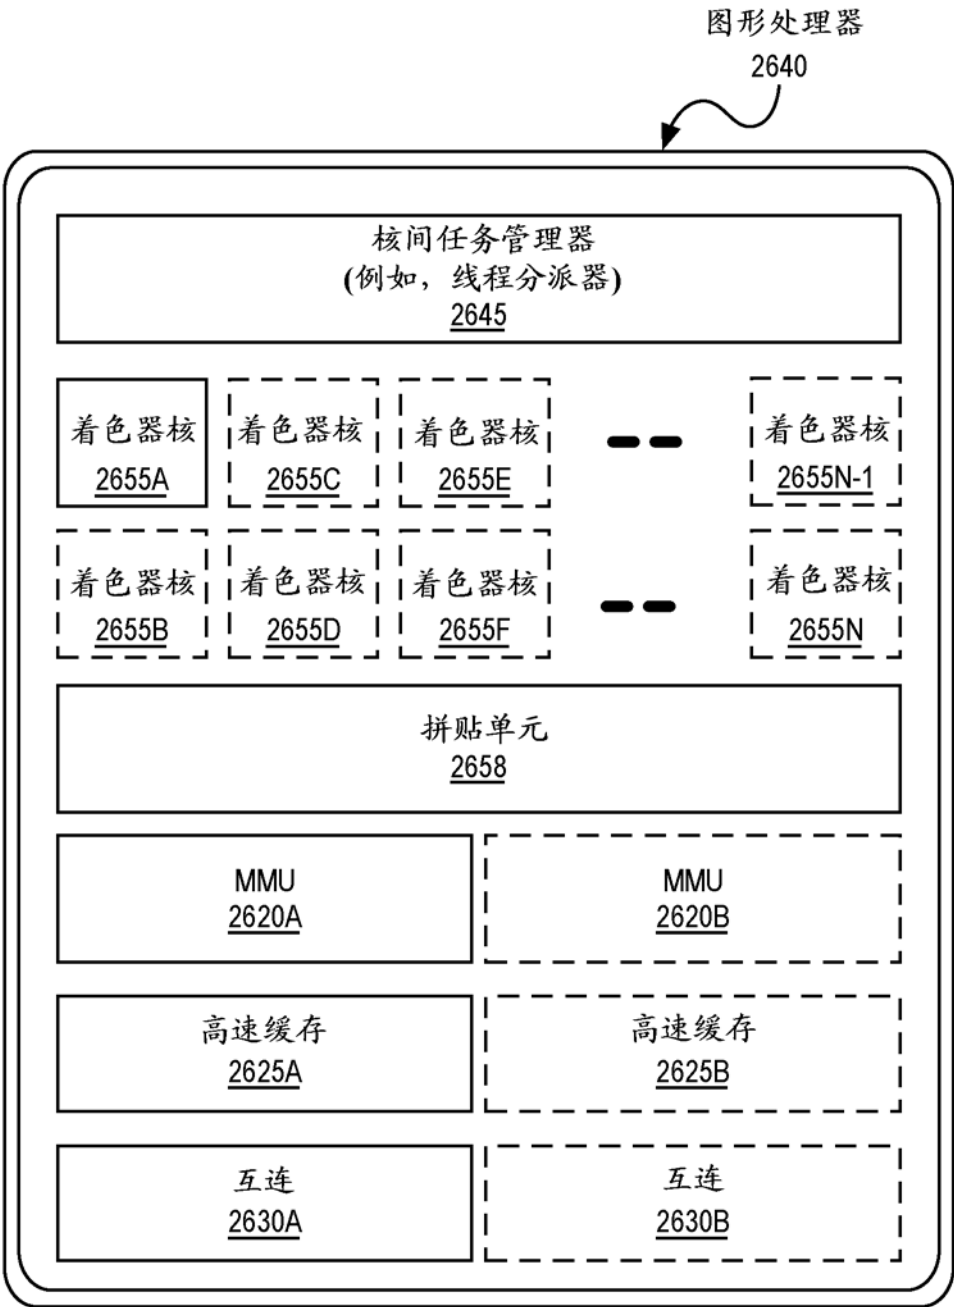 图形处理器
2640
核间任务管理器
(例如，线程分派器)
2645
着色器核 着色器核 着色器核 着色器核
2655A 2655C 2655E 2655N-1
着色器核 着色器核 着色器核 着色器核
2655B 2655D 2655F 2655N
拼贴单元
2658
MMU MMU
2620A 2620B
高速缓存 高速缓存
2625A 2625B
互连 互连
2630A 2630B